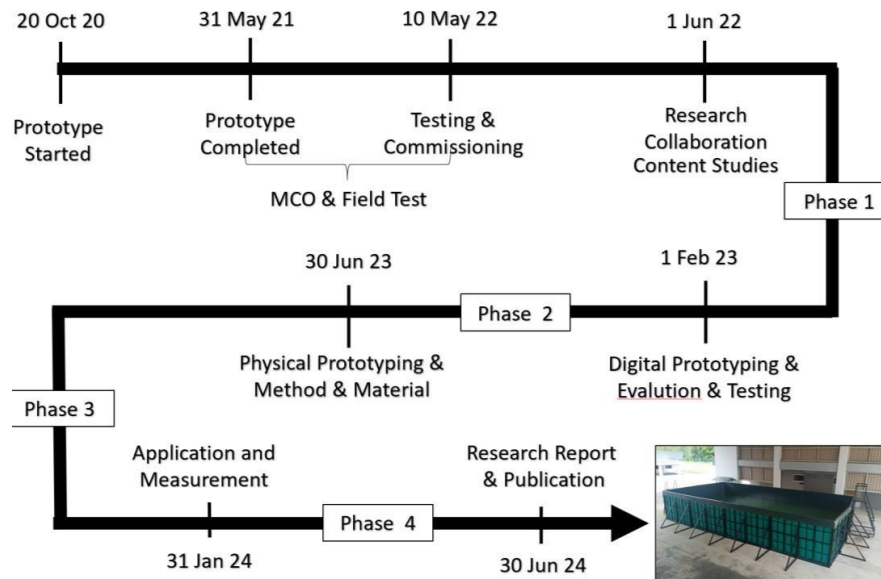 20 Oct 20
31 May 21
10 May 22
1 Jun 22
Prototype
Started
Prototype
Completed
Testing &
Commissioning
Research
Collaboration
Content Studies
MCO & Field Test
Phase 1
1 Feb 23
30 Jun 23
Phase 2
Digital Prototyping &
Evalution & Testing
Physical Prototyping &
Method & Material
Phase 3
Application and
Measurement
Research Report
& Publication
Phase 4
31 Jan 24
30 Jun 24